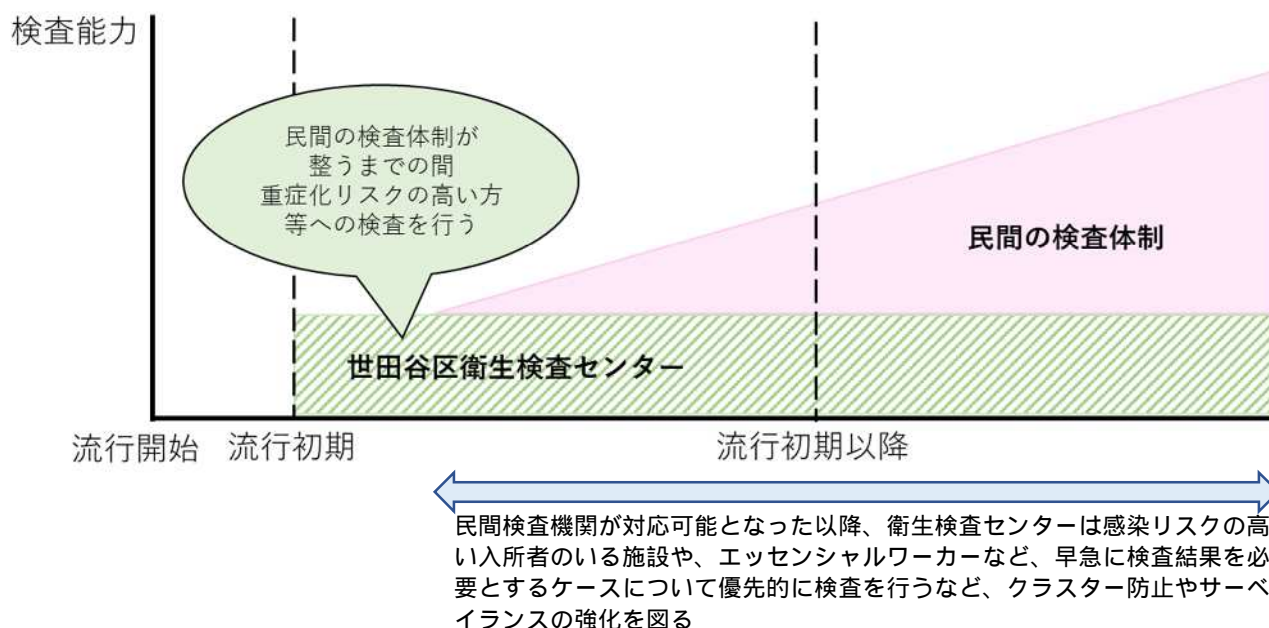 検査能力
民間の検査体制が
整うまでの間
重症化リスクの高い方
等への検査を行う
民間の検査体制
世田谷区衛生検査センター
流行開始
流行初期
流行初期以降
民間検査機関が対応可能となった以降、衛生検査センターは感染リスクの高
い入所者のいる施設や、エッセンシャルワーカーなど、早急に検査結果を必
要とするケースについて優先的に検査を行うなど、クラスター防止やサーベ
イランスの強化を図る